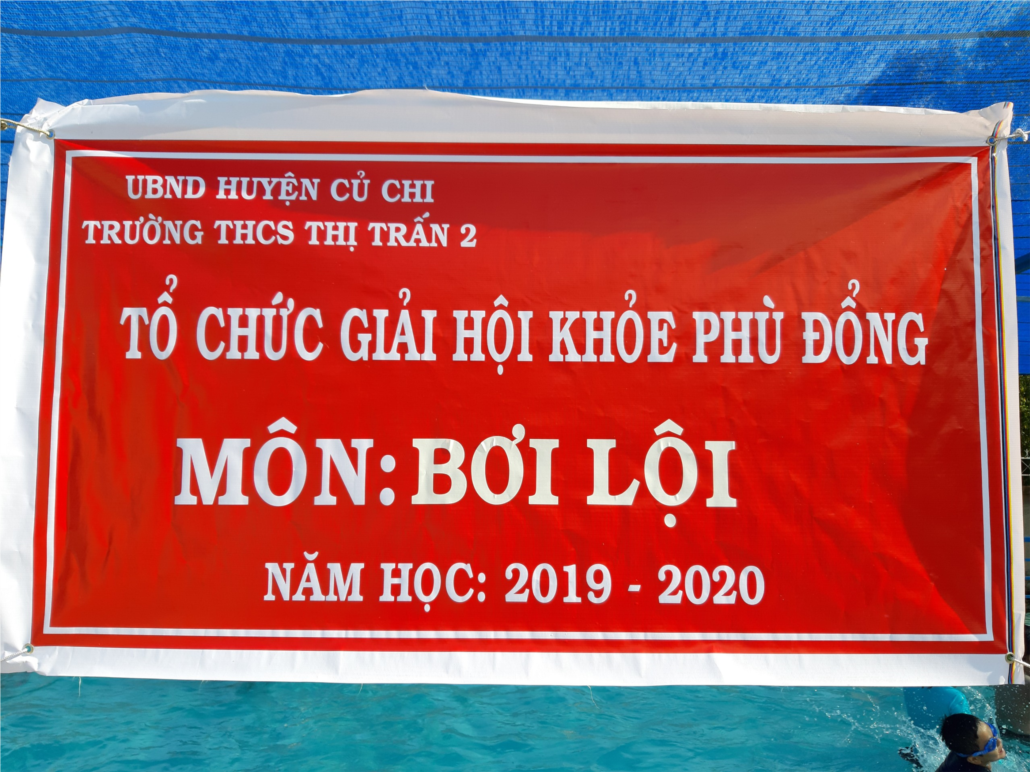 UBND HUYỆN CỦ CHI
TRƯỜNG THCS THỊ TRẤN 2
TỔ CHỨC GIẢI HỘI KHỎE PHÙ ĐỔNG
MÔN: BƠI LỘI
NĂM HỌC: 2019 - 2020